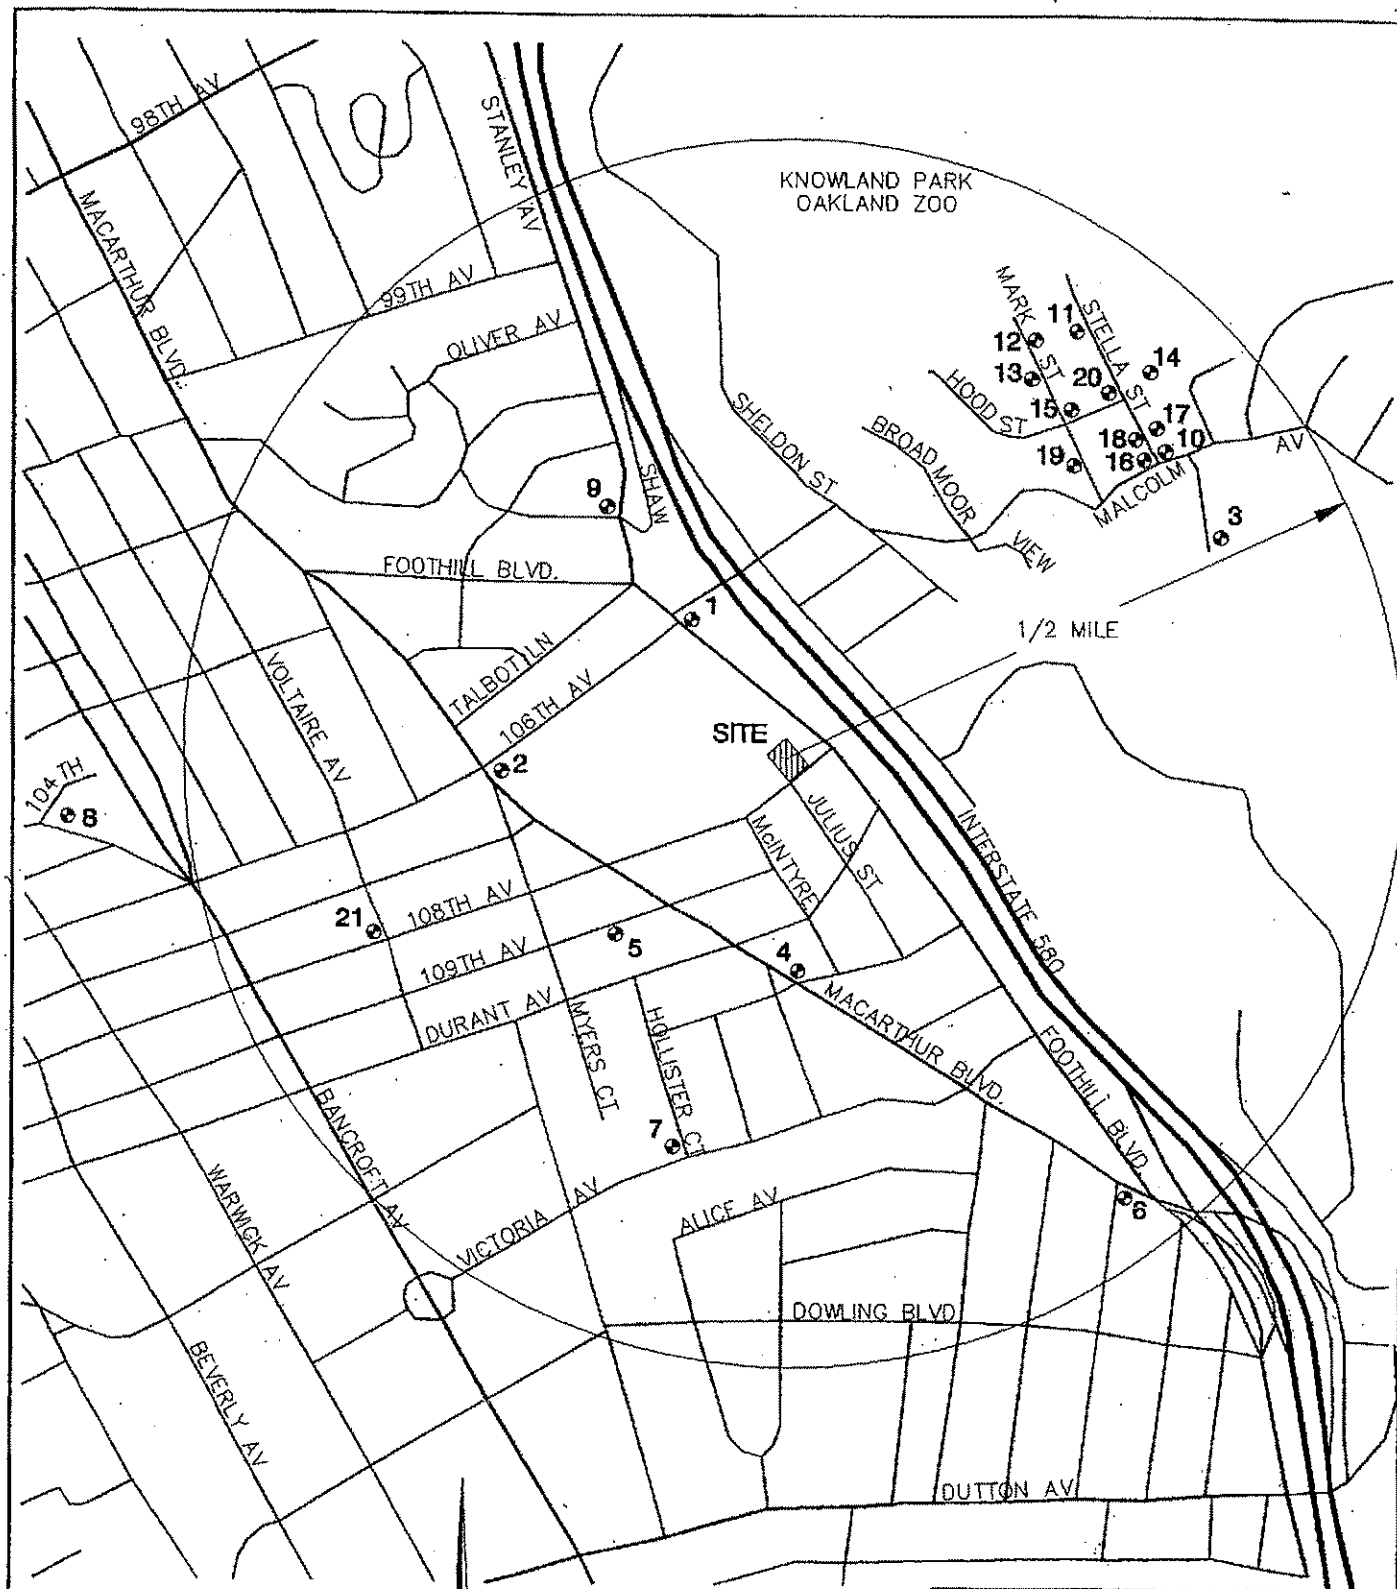 98TH AV
STANLEY AV
KNOWLAND PARK
OAKLAND ZOO
MACARTHUR BLVD.
99TH AV
OLIVER AV
MARK ST
STELLA ST
11
12
13
14
20
HOOD ST
15
17
18
10
16
19
SHELDON ST
BROADMOOR
VIEW
MALCOLM AV
3
9
SHAW
FOOTHILL BLVD.
1
1/2 MILE
TALBOT LN
106TH AV
VOLTAIRE AV
SITE
2
104TH
8
JULIUS ST
McINTYRE
INTERSTATE 580
21
108TH AV
5
109TH AV
4
DURANT AV
MACARTHUR BLVD.
MYERS CT
HOLLISTER CT
FOOTHILL BLVD.
7
BANCROFT AV
WARWICK AV
VICTORIA AV
ALICE AV
6
DOWLING BLVD
BEVERLY AV
DUTTON AV